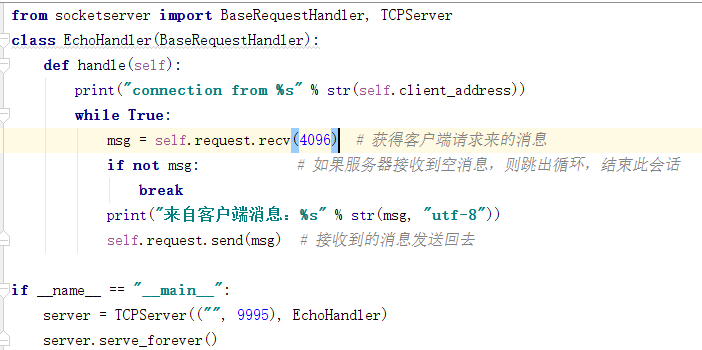 from socketserver import BaseRequestHandler, TCPServer
class EchoHandler(BaseRequestHandler):
    def handle(self):
        print("connection from %s" % str(self.client_address))
        while True:
            msg = self.request.recv(4096)  # 获得客户端请求来的消息
            if not msg:            # 如果服务器接收到空消息，则跳出循环，结束此会话
                break
            print("来自客户端消息：%s" % str(msg, "utf-8"))
            self.request.send(msg)  # 接收到的消息发送回去
if __name__ == "__main__":
    server = TCPServer(("", 9995), EchoHandler)
    server.serve_forever()